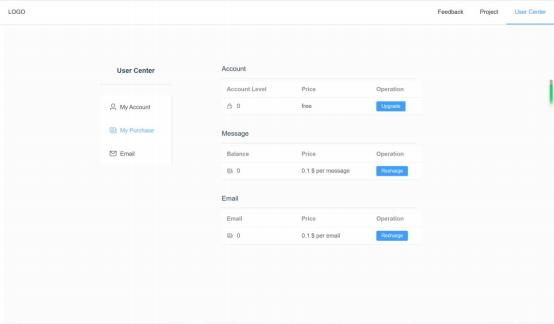 LOGO
Feedback Project User Center
User Center
My Account
My Purchase
Email
Account
Account Level Price Operation
0 free Upgrade
Message
Balance Price Operation
0 0.1 $ per message Recharge
Email
Email Price Operation
0 0.1 $ per email Recharge